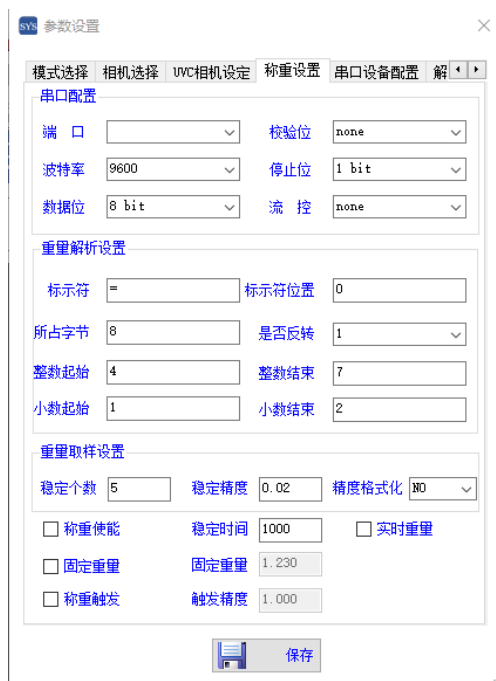 SYS 参数设置
模式选择 相机选择 UVC相机设定 称重设置 串口设备配置 解
串口配置
端 口 校验位 none
波特率 9600 停止位 1 bit
数据位 8 bit 流 控 none
重量解析设置
标示符 = 标示符位置 0
所占字节 8 是否反转 1
整数起始 4 整数结束 7
小数起始 1 小数结束 2
重量取样设置
稳定个数 5 稳定精度 0.02 精度格式化 NO
称重使能 稳定时间 1000 实时重量
固定重量 固定重量 1.230
称重触发 触发精度 1.000
保存